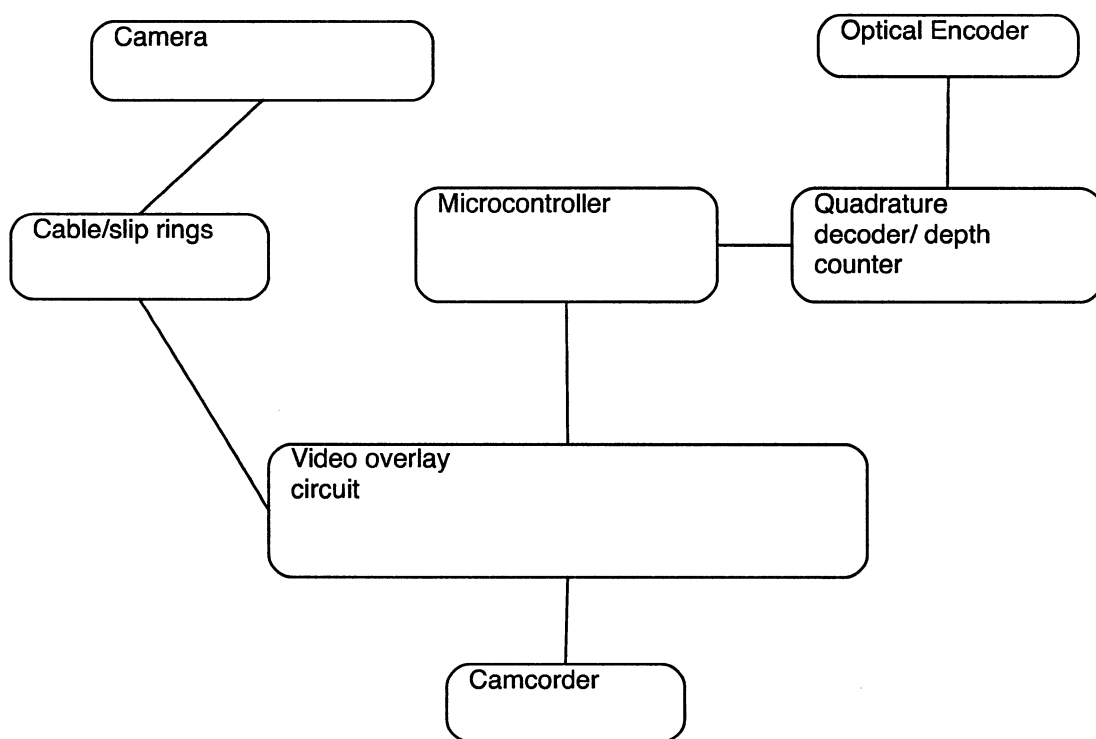 Camera
Optical Encoder
Cable/slip rings
Microcontroller
Quadrature
decoder/ depth
counter
Video overlay
circuit
Camcorder